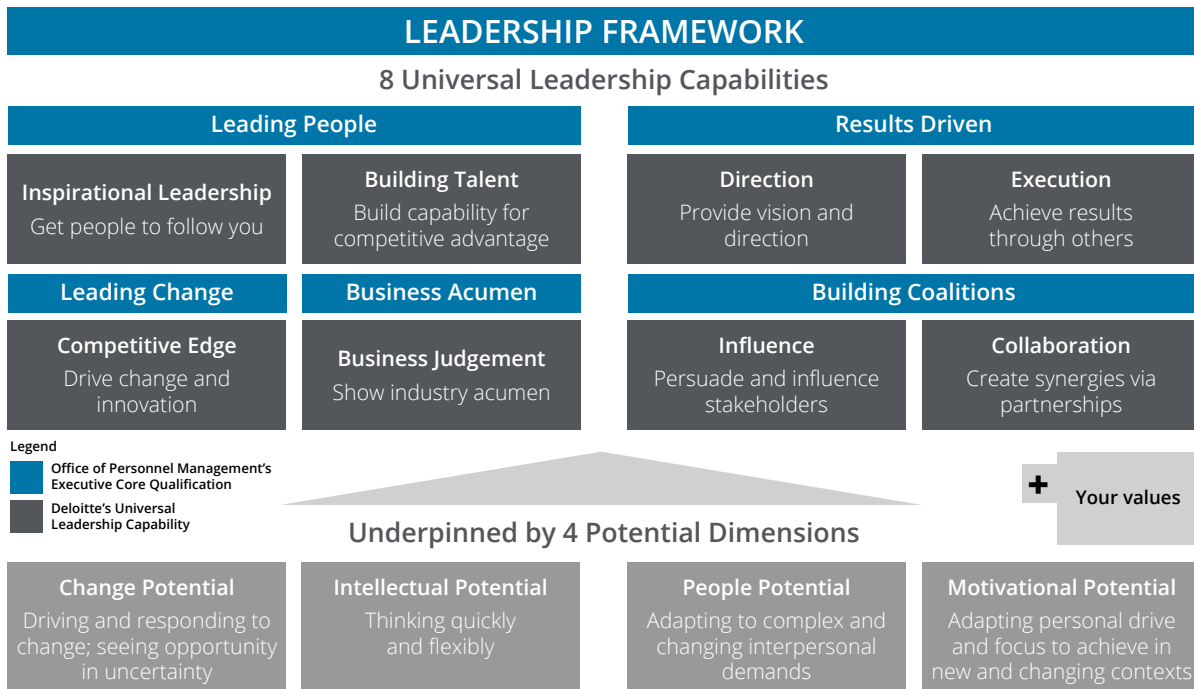 LEADERSHIP FRAMEWORK
8 Universal Leadership Capabilities
Leading People
Results Driven
Inspirational Leadership
Get people to follow you
Building Talent
Build capability for
competitive advantage
Direction
Provide vision and
direction
Execution
Achieve results
through others
Leading Change
Business Acumen
Building Coalitions
Competitive Edge
Drive change and
innovation
Business Judgement
Show industry acumen
Influence
Persuade and influence
stakeholders
Collaboration
Create synergies via
partnerships
Legend
Office of Personnel Management's
Executive Core Qualification
Deloitte's Universal
Leadership Capability
+
Your values
Underpinned by 4 Potential Dimensions
Change Potential
Driving and responding to
change; seeing opportunity
in uncertainty
Intellectual Potential
Thinking quickly
and flexibly
People Potential
Adapting to complex and
changing interpersonal
demands
Motivational Potential
Adapting personal drive
and focus to achieve in
new and changing contexts